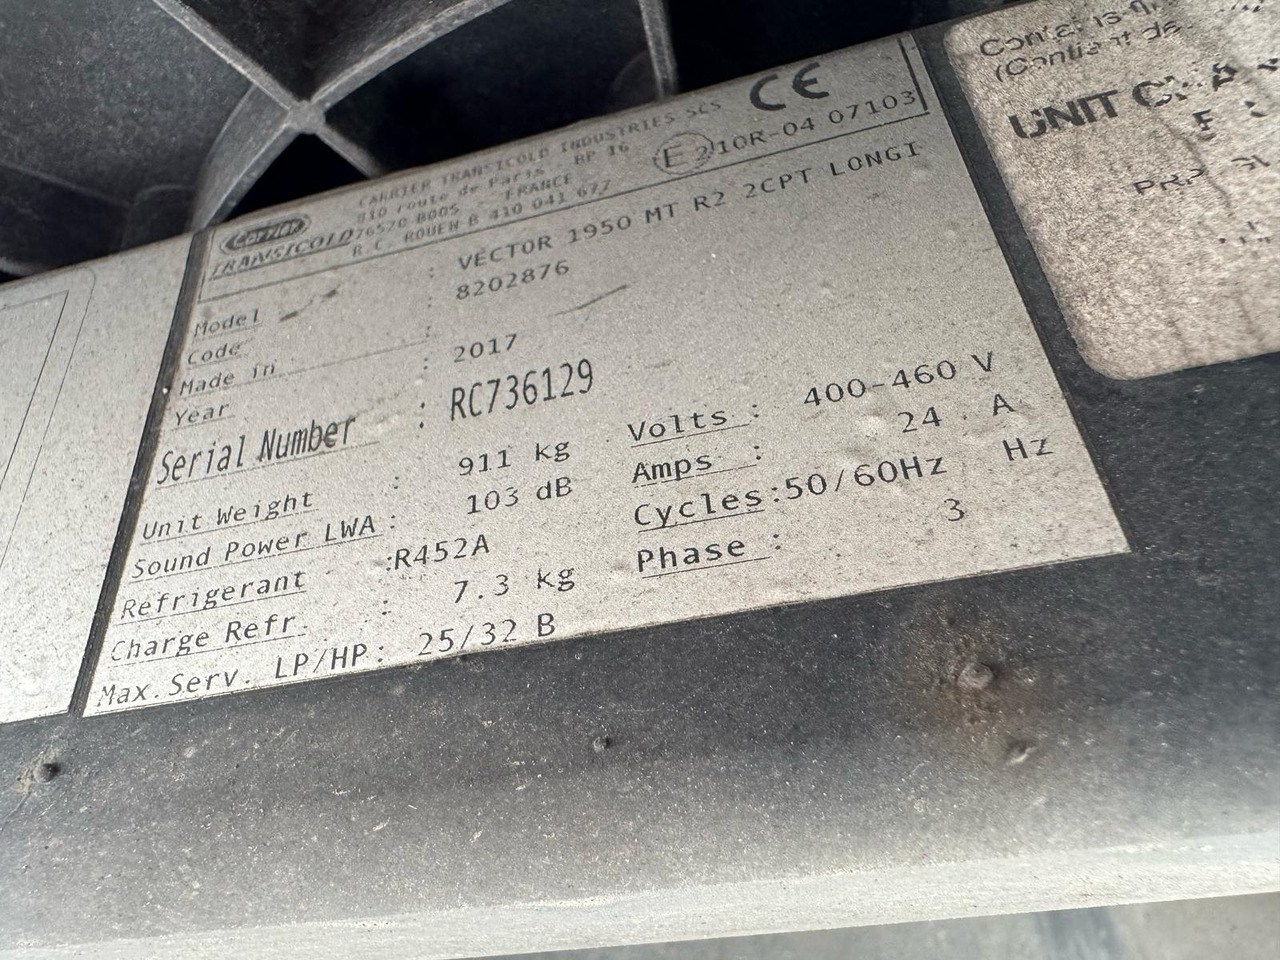 Carrier
TRANSICOLD
CARRIER TRANSICOLD INDUSTRIES SCS
810 route de Paris - BP 16
76520 BOOS - FRANCE
R.C. ROUEN B 410 041 677
CE
E2 10R-04 07103
Model : VECTOR 1950 MT R2 2CPT LONGI
Code : 8202876
Made in :
Year : 2017
Serial Number : RC736129
Unit Weight : 911 kg
Sound Power LWA : 103 dB
Refrigerant :R452A
Charge Refr. : 7.3 kg
Max.Serv. LP/HP: 25/32 B
Volts : 400-460 V
Amps : 24 A
Cycles:50/60Hz Hz
Phase : 3
(Contient de
UNIT